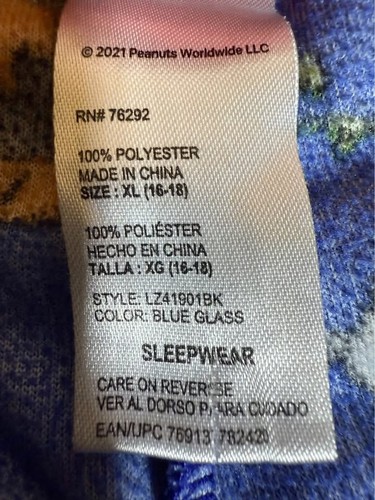 © 2021 Peanuts Worldwide LLC
RN# 76292
100% POLYESTER
MADE IN CHINA
SIZE : XL (16-18)
100% POLIÉSTER
HECHO EN CHINA
TALLA : XG (16-18)
STYLE: LZ41901BK
COLOR: BLUE GLASS
SLEEPWEAR
CARE ON REVERSE
VER AL DORSO PARA CUIDADO
EAN/UPC 76913 782420